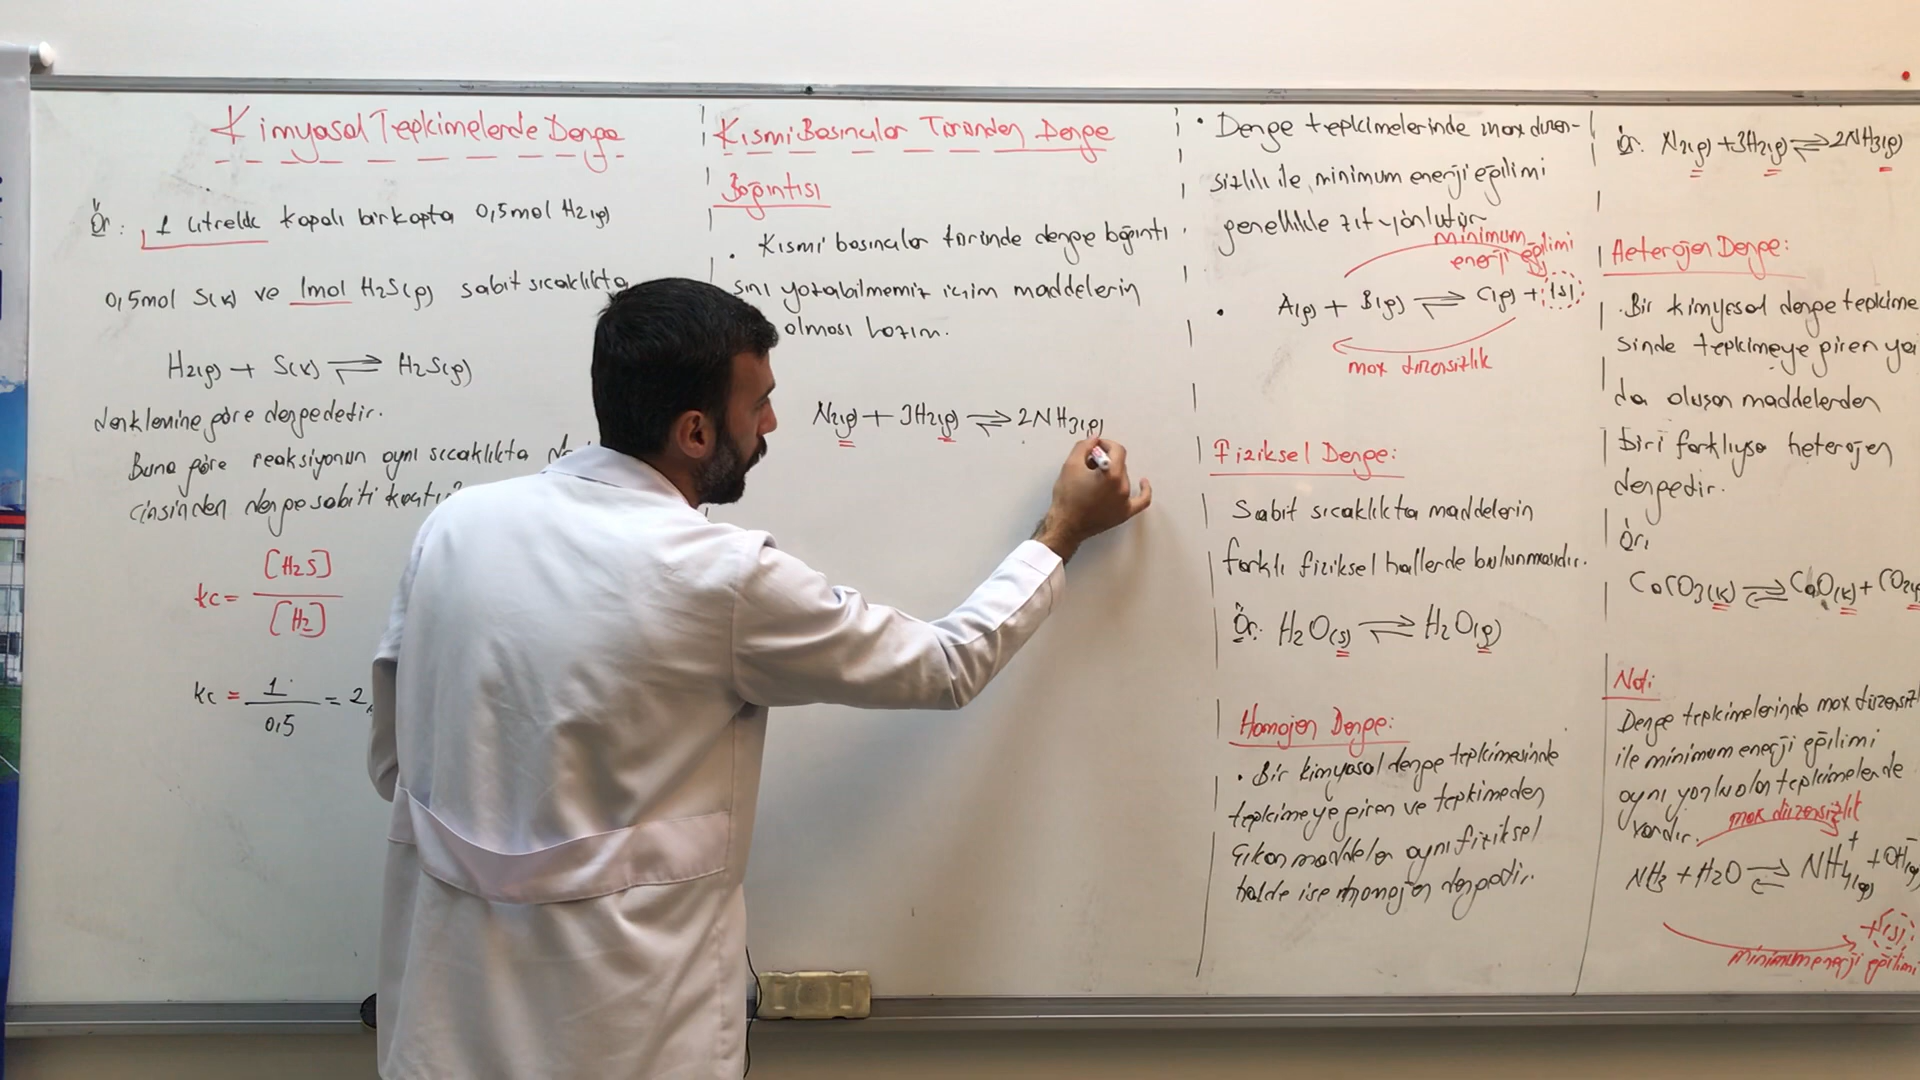 Kimyasal Tepkimelerde Denge
Ör: 1 Litrelik kapalı bir kapta 0,5mol H2(g)
0,5mol S(k) ve 1mol H2S(g) sabit sıcaklıkta
H2(g) + S(k) ⇌ H2S(g)
denklemine göre dengededir.
Buna göre reaksiyonun aynı sıcaklıkta
cinsinden denge sabiti kaçtır?
kc = [H2S] / [H2]
kc = 1 / 0,5 = 2
Kısmi Basınçlar Türünden Denge
Bağıntısı
. Kısmi basınçlar türinde denge bağıntı
sını yazabilmemiz için maddelerin
olması lazım.
N2(g) + 3H2(g) ⇌ 2NH3(g)
• Denge tepkimelerinde max düzen-
sizlik ile, minimum enerji eğilimi
genellikle zıt yönlüdür
minimum
enerji eğilimi
• A(g) + B(g) ⇌ C(g) + ısı
max düzensizlik
Fiziksel Denge:
Sabit sıcaklıkta maddelerin
farklı fiziksel hallerde bulunmasıdır.
Ör: H2O(s) ⇌ H2O(g)
Homojen Denge:
• Bir kimyasal denge tepkimesinde
tepkimeye giren ve tepkimeden
çıkan maddeler aynı fiziksel
halde ise homojen dengedir.
Ör: N2(g) + 3H2(g) ⇌ 2NH3(g)
Heterojen Denge:
. Bir kimyasal denge tepkime
sinde tepkimeye giren ya
da oluşan maddelerden
biri farklıysa heterojen
dengedir.
Ör:
CaCO3(k) ⇌ CaO(k) + CO2(g
Not:
Denge tepkimelerinde max düzensizl
ile minimum enerji eğilimi
aynı yönlü olan tepkimelerde
vardır.
max düzensizlik
NH3 + H2O ⇌ NH4+(g) + OH-(g)
+ ısı
minimum enerji eğilimi